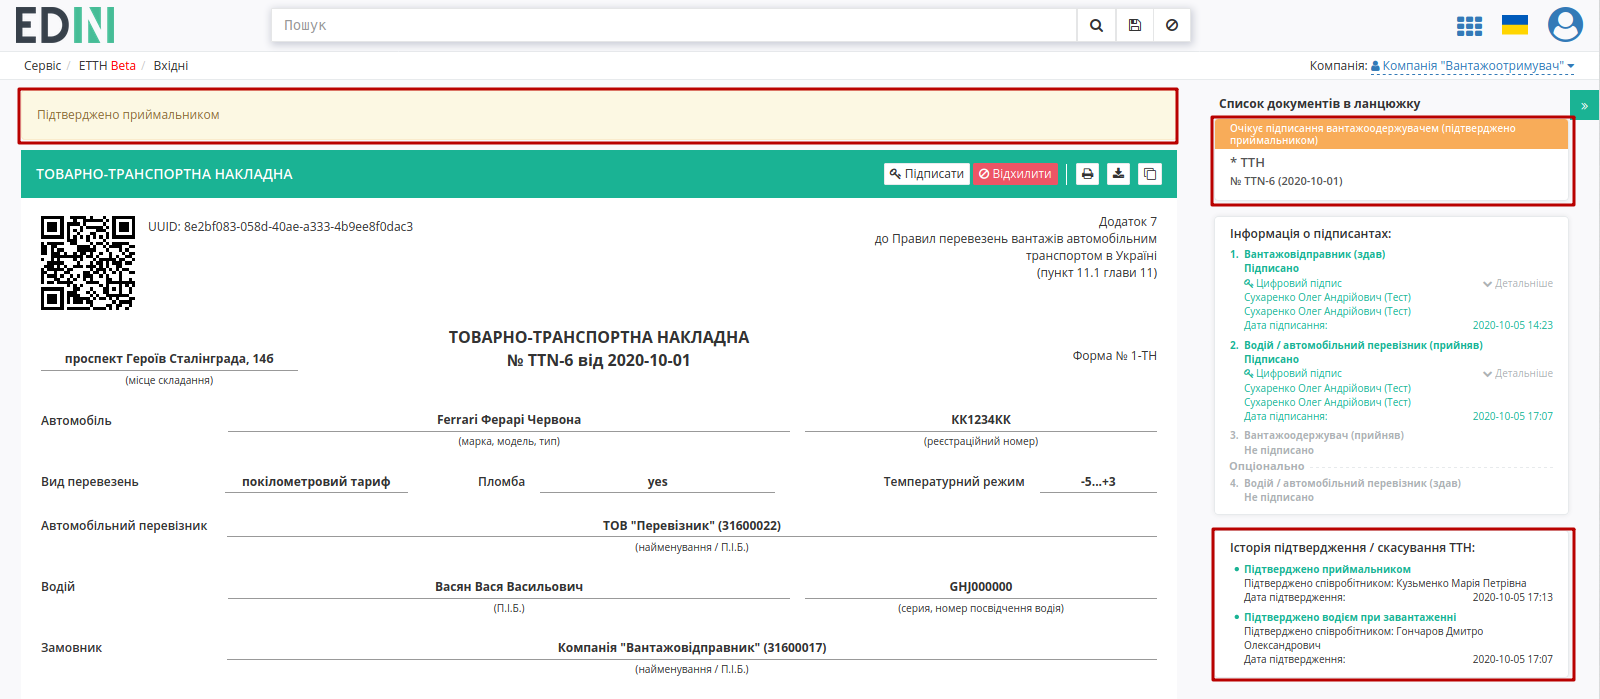 EDIN
Пошук
Сервіс / ЕТТН Beta / Вхідні
Компанія: Компанія "Вантажоотримувач"
Підтверджено приймальником
ТОВАРНО-ТРАНСПОРТНА НАКЛАДНА
Підписати
Відхилити
UUID: 8e2bf083-058d-40ae-a333-4b9ee8f0dac3
Додаток 7
до Правил перевезень вантажів автомобільним
транспортом в Україні
(пункт 11.1 глави 11)
ТОВАРНО-ТРАНСПОРТНА НАКЛАДНА
№ TTN-6 від 2020-10-01
проспект Героїв Сталінграда, 14б
(місце складання)
Форма № 1-ТН
Автомобіль
Ferrari Ферарі Червона
(марка, модель, тип)
КК1234КК
(реєстраційний номер)
Вид перевезень
покілометровий тариф
Пломба
yes
Температурний режим
-5...+3
Автомобільний перевізник
ТОВ "Перевізник" (31600022)
(найменування / П.І.Б.)
Водій
Васян Вася Васильович
(П.І.Б.)
GHJ000000
(серия, номер посвідчення водія)
Замовник
Компанія "Вантажовідправник" (31600017)
(найменування / П.І.Б.)
Список документів в ланцюжку
»
Очікує підписання вантажоодержувачем (підтверджено
приймальником)
* ТТН
№ TTN-6 (2020-10-01)
Інформація о підписантах:
1. Вантажовідправник (здав)
Підписано
Цифровий підпис
Детальніше
Сухаренко Олег Андрійович (Тест)
Сухаренко Олег Андрійович (Тест)
Дата підписання: 2020-10-05 14:23
2. Водій / автомобільний перевізник (прийняв)
Підписано
Цифровий підпис
Детальніше
Сухаренко Олег Андрійович (Тест)
Сухаренко Олег Андрійович (Тест)
Дата підписання: 2020-10-05 17:07
3. Вантажоодержувач (прийняв)
Не підписано
Опціонально
4. Водій / автомобільний перевізник (здав)
Не підписано
Історія підтвердження / скасування ТТН:
• Підтверджено приймальником
Підтверджено співробітником: Кузьменко Марія Петрівна
Дата підтвердження: 2020-10-05 17:13
• Підтверджено водієм при завантаженні
Підтверджено співробітником: Гончаров Дмитро
Олександрович
Дата підтвердження: 2020-10-05 17:07